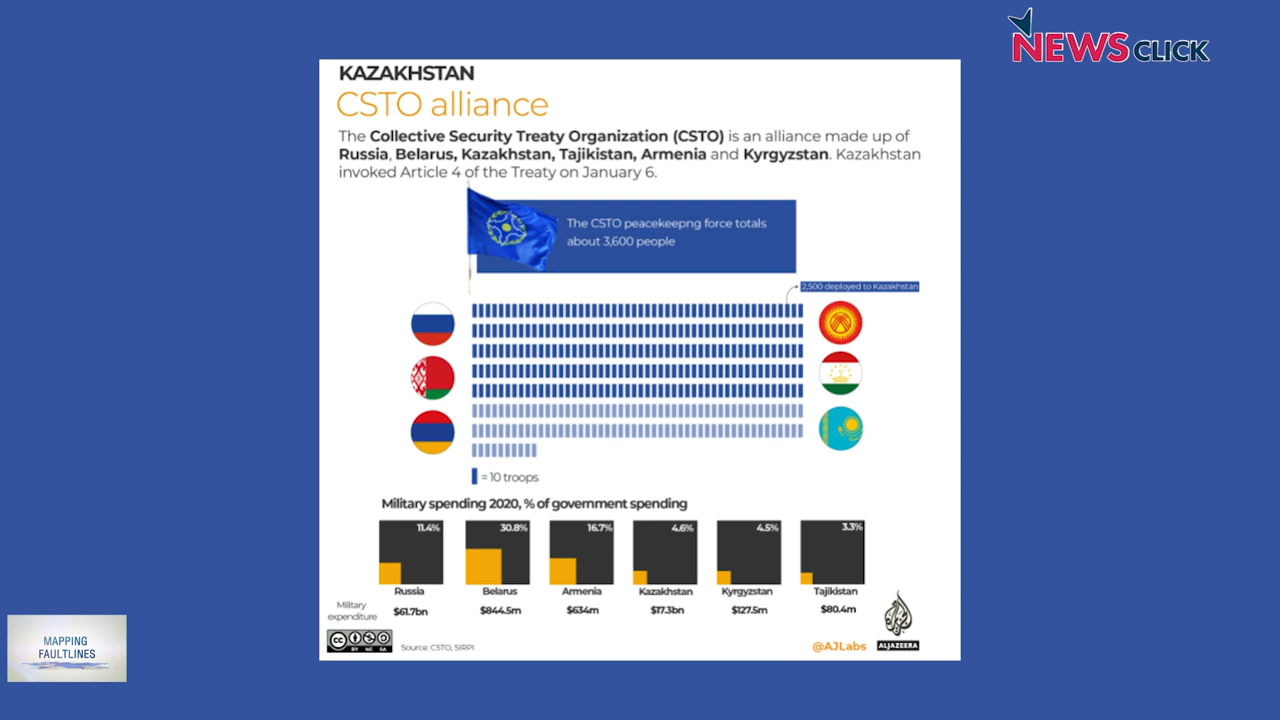 NEWSCLICK
KAZAKHSTAN
CSTO alliance
The Collective Security Treaty Organization (CSTO) is an alliance made up of
Russia, Belarus, Kazakhstan, Tajikistan, Armenia and Kyrgyzstan. Kazakhstan
invoked Article 4 of the Treaty on January 6.
The CSTO peacekeepng force totals
about 3,600 people
2,500 deployed to Kazakhstan
= 10 troops
Military spending 2020, % of government spending
11.4% 30.8% 16.7% 4.6% 4.5% 3.3%
Russia Belarus Armenia Kazakhstan Kyrgyzstan Tajikistan
Military
expenditure
$61.7bn $844.5m $634m $17.3bn $127.5m $80.4m
CC BY NC SA
Source: CSTO, SIRPI
@AJLabs
ALJAZEERA
MAPPING
FAULTLINES